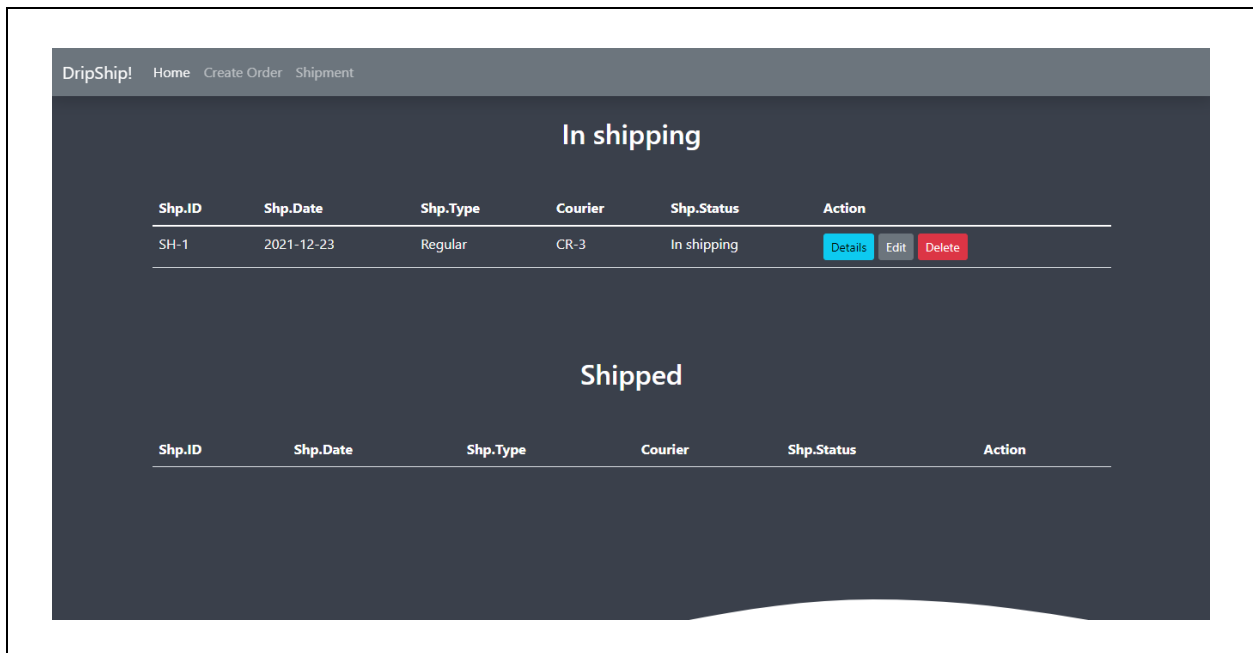 DripShip! Home Create Order Shipment
In shipping
Shp.ID Shp.Date Shp.Type Courier Shp.Status Action
SH-1 2021-12-23 Regular CR-3 In shipping Details Edit Delete
Shipped
Shp.ID Shp.Date Shp.Type Courier Shp.Status Action